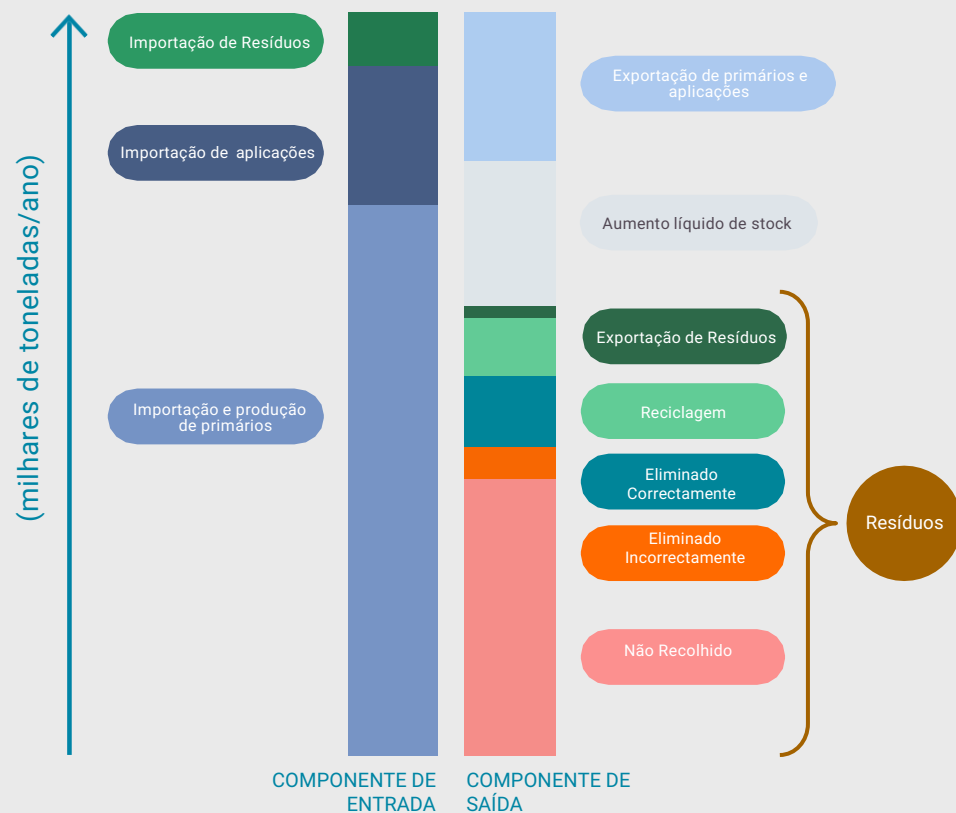 (milhares de toneladas/ano)
Importação de Resíduos
Importação de aplicações
Importação e produção
de primários
Exportação de primários e
aplicações
Aumento líquido de stock
Exportação de Resíduos
Reciclagem
Eliminado
Correctamente
Eliminado
Incorrectamente
Não Recolhido
Resíduos
COMPONENTE DE
ENTRADA
COMPONENTE DE
SAÍDA